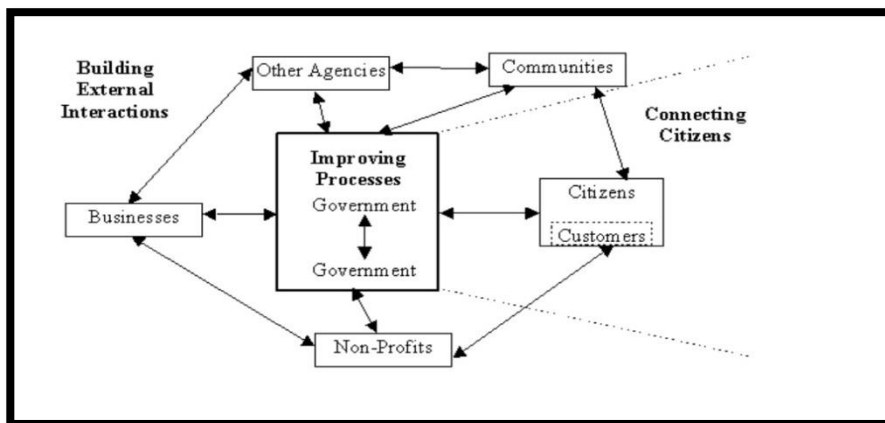 Building
External
Interactions
Other Agencies
Communities
Connecting
Citizens
Improving
Processes
Government
Government
Businesses
Citizens
Customers
Non-Profits